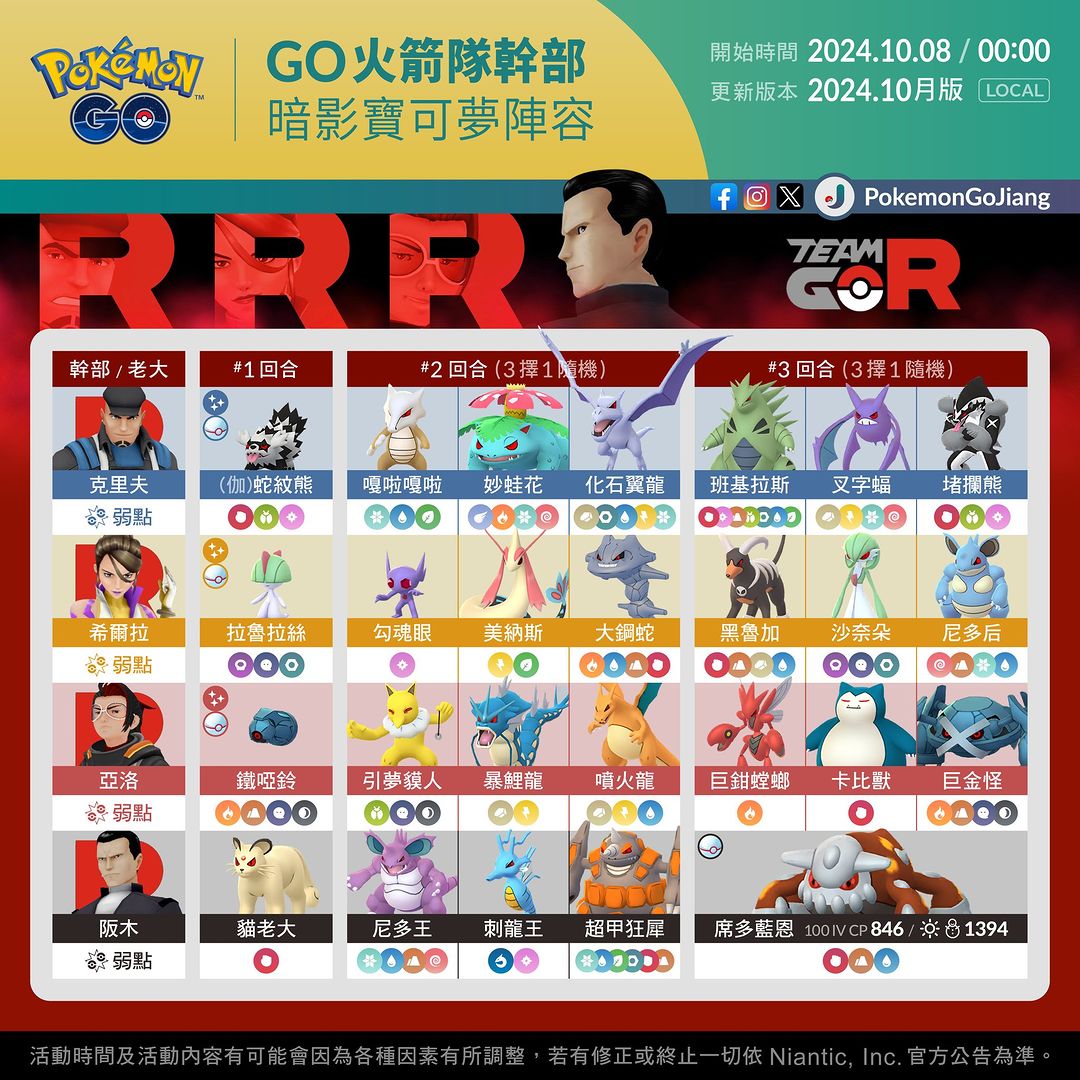 POKÉMON GO TM
GO火箭隊幹部
暗影寶可夢陣容
開始時間 2024.10.08 / 00:00
更新版本 2024.10月版 LOCAL
PokemonGoJiang
R R R
TEAM GO R
幹部 / 老大 #1回合 #2 回合 (3擇1隨機) #3 回合 (3擇1隨機)
克里夫 (伽)蛇紋熊 嘎啦嘎啦 妙蛙花 化石翼龍 班基拉斯 叉字蝠 堵攔熊
弱點
希爾拉 拉魯拉絲 勾魂眼 美納斯 大鋼蛇 黑魯加 沙奈朵 尼多后
弱點
亞洛 鐵啞鈴 引夢貘人 暴鯉龍 噴火龍 巨鉗螳螂 卡比獸 巨金怪
弱點
阪木 貓老大 尼多王 刺龍王 超甲狂犀 席多藍恩 100 IV CP 846 / 1394
弱點
活動時間及活動內容有可能會因為各種因素有所調整，若有修正或終止一切依 Niantic, Inc. 官方公告為準。